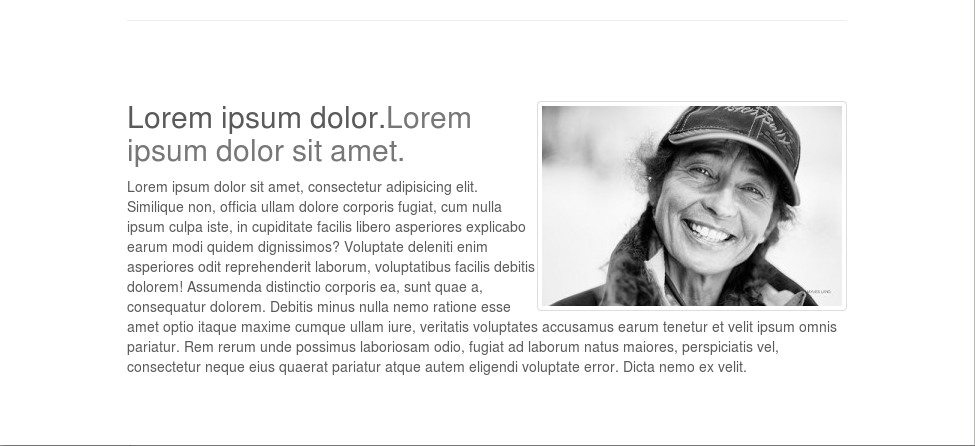 Lorem ipsum dolor.Lorem
ipsum dolor sit amet.
Lorem ipsum dolor sit amet, consectetur adipisicing elit.
Similique non, officia ullam dolore corporis fugiat, cum nulla
ipsum culpa iste, in cupiditate facilis libero asperiores explicabo
earum modi quidem dignissimos? Voluptate deleniti enim
asperiores odit reprehenderit laborum, voluptatibus facilis debitis
dolorem! Assumenda distinctio corporis ea, sunt quae a,
consequatur dolorem. Debitis minus nulla nemo ratione esse
amet optio itaque maxime cumque ullam iure, veritatis voluptates accusamus earum tenetur et velit ipsum omnis
pariatur. Rem rerum unde possimus laboriosam odio, fugiat ad laborum natus maiores, perspiciatis vel,
consectetur neque eius quaerat pariatur atque autem eligendi voluptate error. Dicta nemo ex velit.